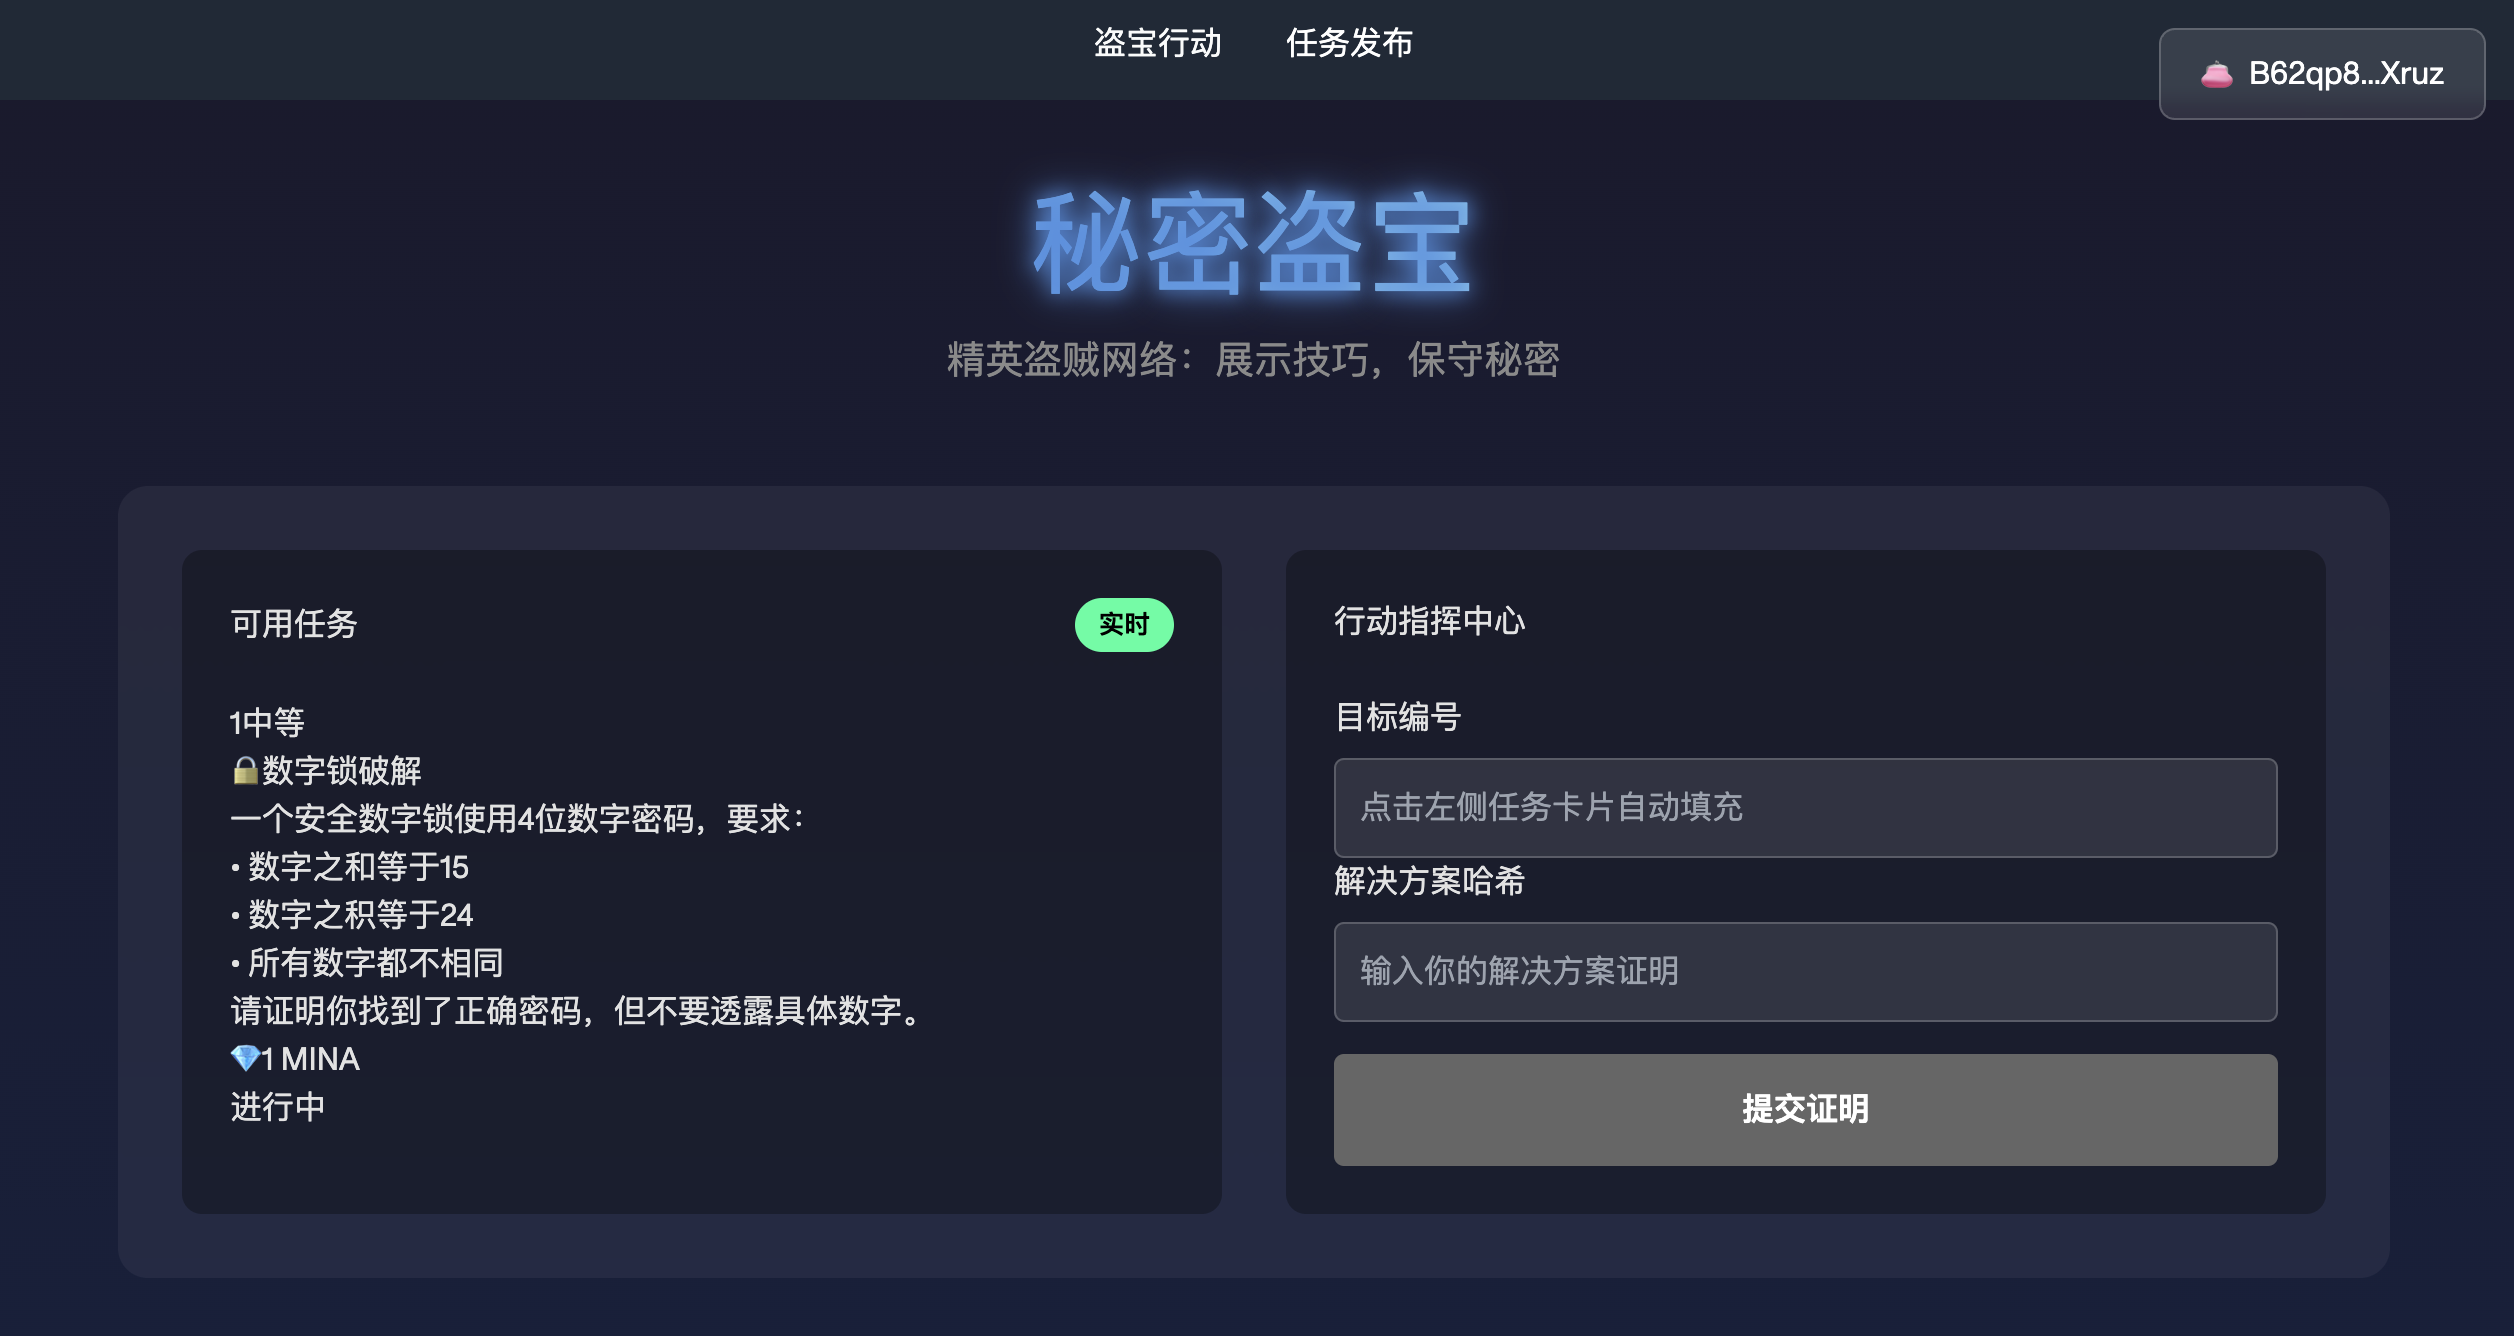 盗宝行动 任务发布
👛 B62qp8...Xruz
秘密盗宝
精英盗贼网络：展示技巧，保守秘密
可用任务 实时
1中等
🔒数字锁破解
一个安全数字锁使用4位数字密码，要求：
• 数字之和等于15
• 数字之积等于24
• 所有数字都不相同
请证明你找到了正确密码，但不要透露具体数字。
💎1 MINA
进行中
行动指挥中心
目标编号
点击左侧任务卡片自动填充
解决方案哈希
输入你的解决方案证明
提交证明